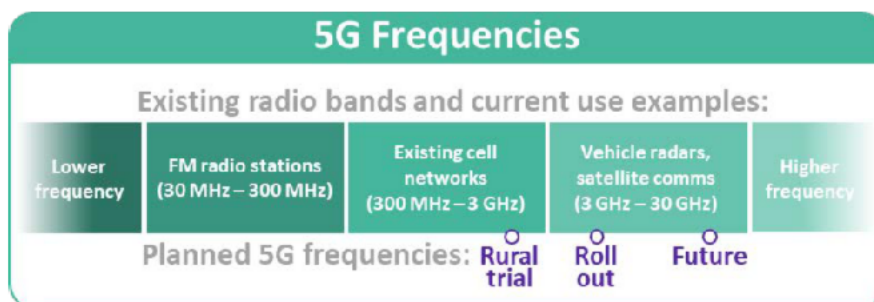 5G Frequencies
Existing radio bands and current use examples:
Lower
frequency
FM radio stations
(30 MHz – 300 MHz)
Existing cell
networks
(300 MHz – 3 GHz)
Vehicle radars,
satellite comms
(3 GHz – 30 GHz)
Higher
frequency
Planned 5G frequencies:
Rural
trial
Roll
out
Future